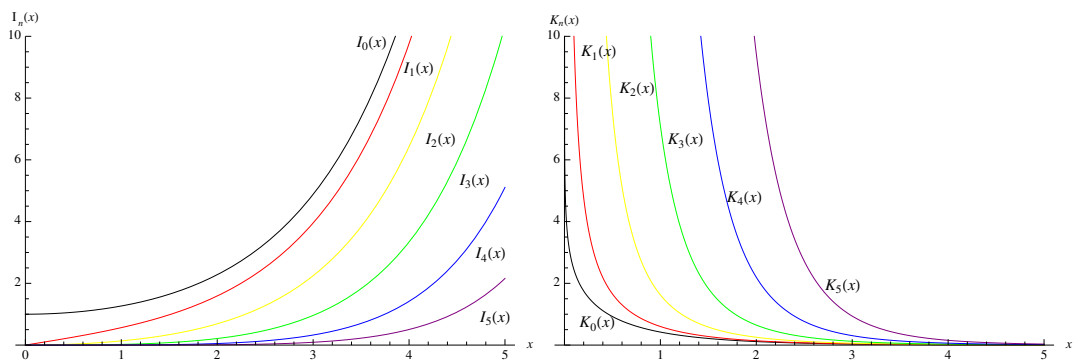 I_n(x)
10
8
6
4
2
0 1 2 3 4 5 x
I_0(x)
I_1(x)
I_2(x)
I_3(x)
I_4(x)
I_5(x)
K_n(x)
10
8
6
4
2
1 2 3 4 5 x
K_1(x)
K_2(x)
K_3(x)
K_4(x)
K_5(x)
K_0(x)